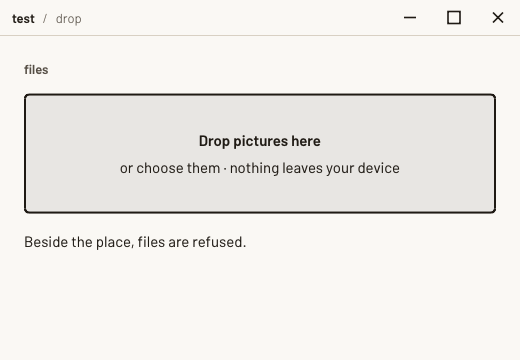 test / drop
files
Drop pictures here
or choose them · nothing leaves your device
Beside the place, files are refused.